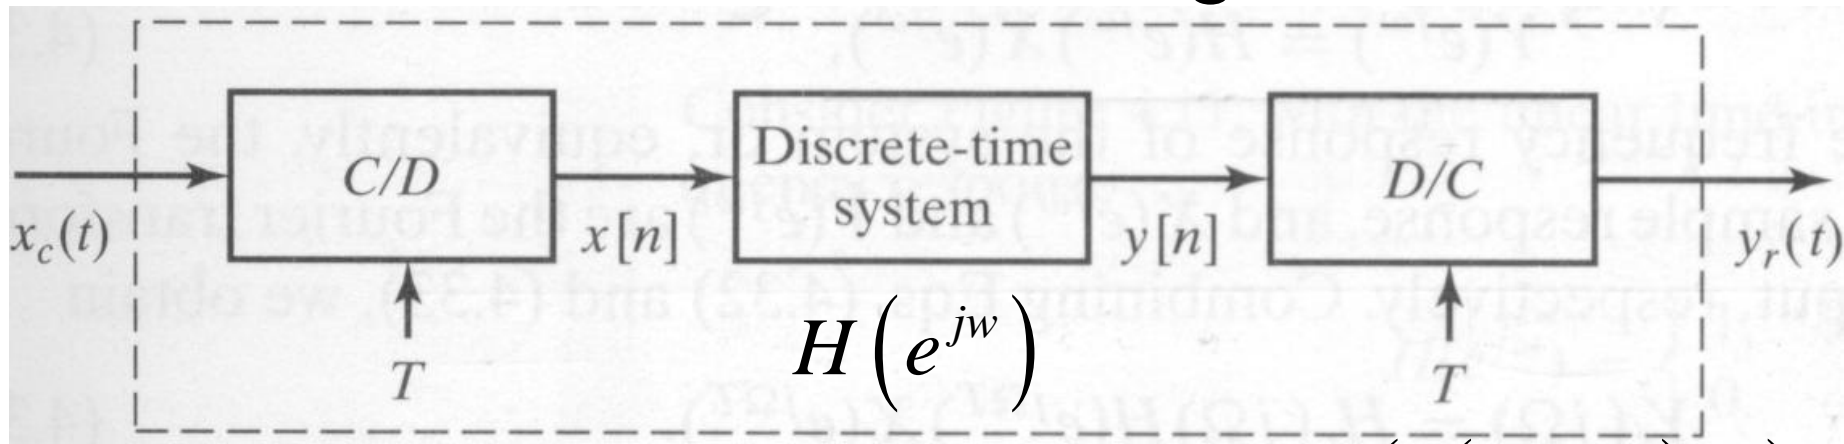 C/D
Discrete-time
system
D/C
x_c(t)
x[n]
y[n]
y_r(t)
H(e^{jw})
T
T